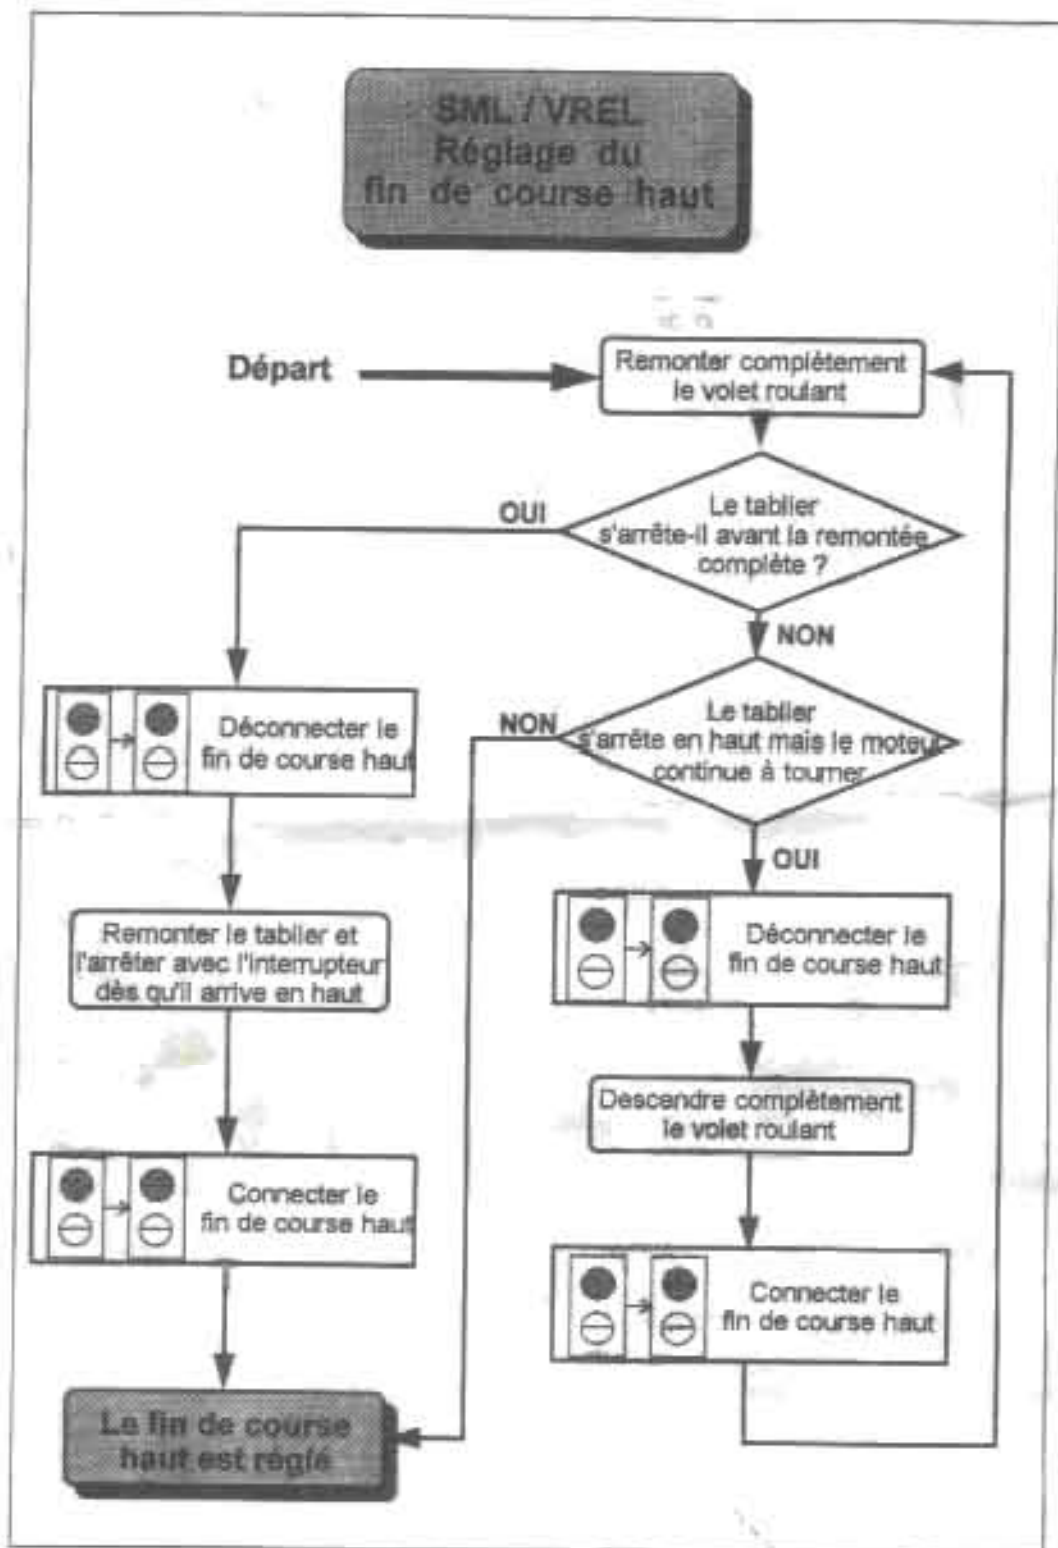 SML / VREL
Réglage du
fin de course haut
Départ
Remonter complètement
le volet roulant
OUI
Le tablier
s'arrête-il avant la remontée
complète ?
NON
Déconnecter le
fin de course haut
NON
Le tablier
s'arrête en haut mais le moteur
continue à tourner
OUI
Remonter le tablier et
l'arrêter avec l'interrupteur
dès qu'il arrive en haut
Déconnecter le
fin de course haut
Descendre complètement
le volet roulant
Connecter le
fin de course haut
Connecter le
fin de course haut
Le fin de course
haut est réglé